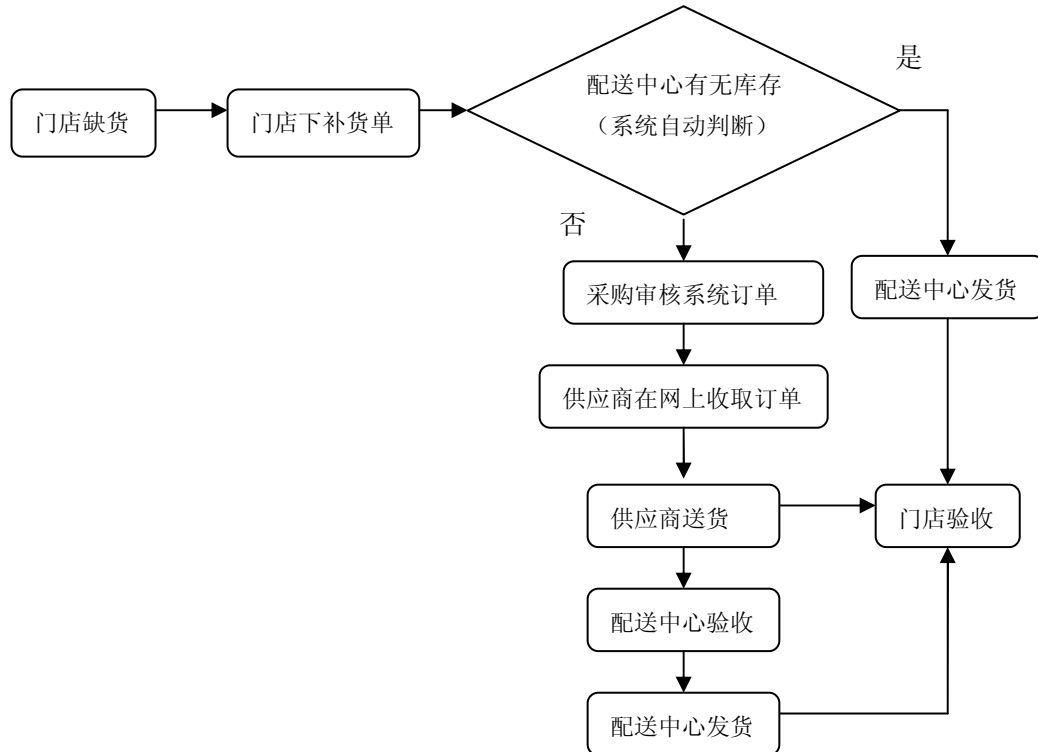 门店缺货
门店下补货单
配送中心有无库存
（系统自动判断）
是
否
采购审核系统订单
配送中心发货
供应商在网上收取订单
供应商送货
门店验收
配送中心验收
配送中心发货